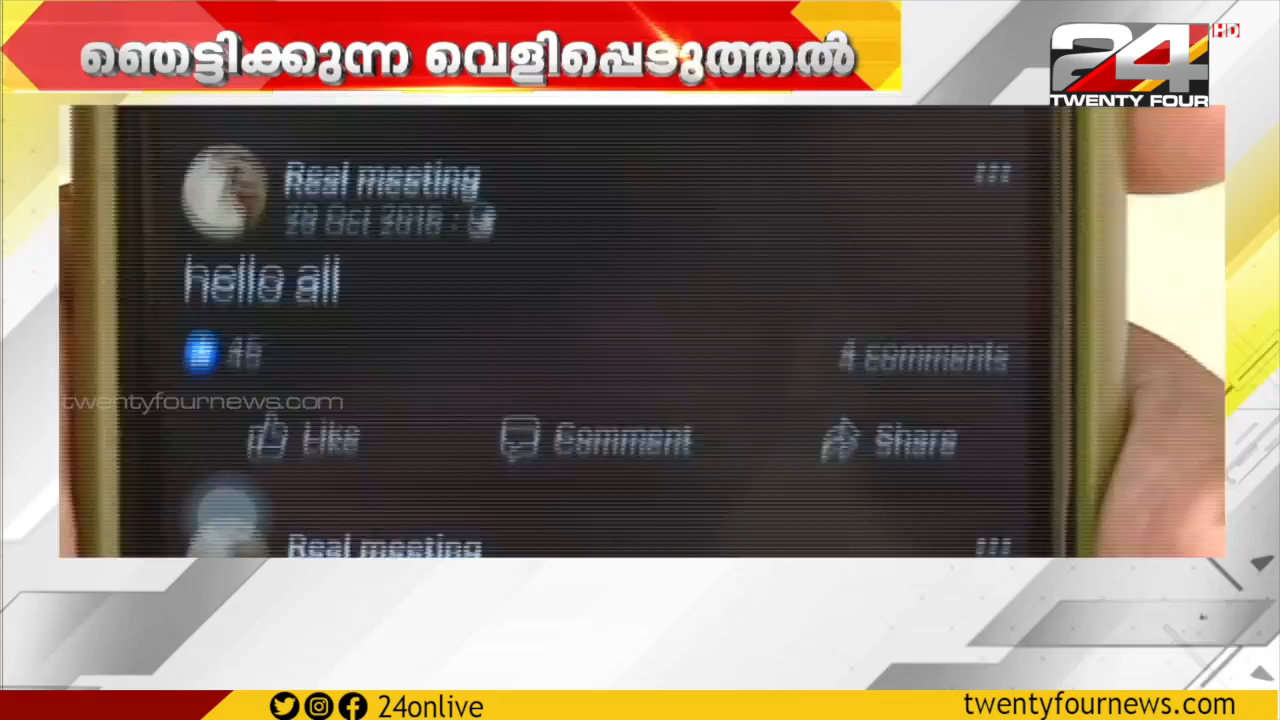 ഞെട്ടിക്കുന്ന വെളിപ്പെടുത്തൽ
24 HD
TWENTY FOUR
Real meeting
hello all
4 comments
twentyfournews.com
Like
Comment
Share
Real meeting
24onlive
twentyfournews.com